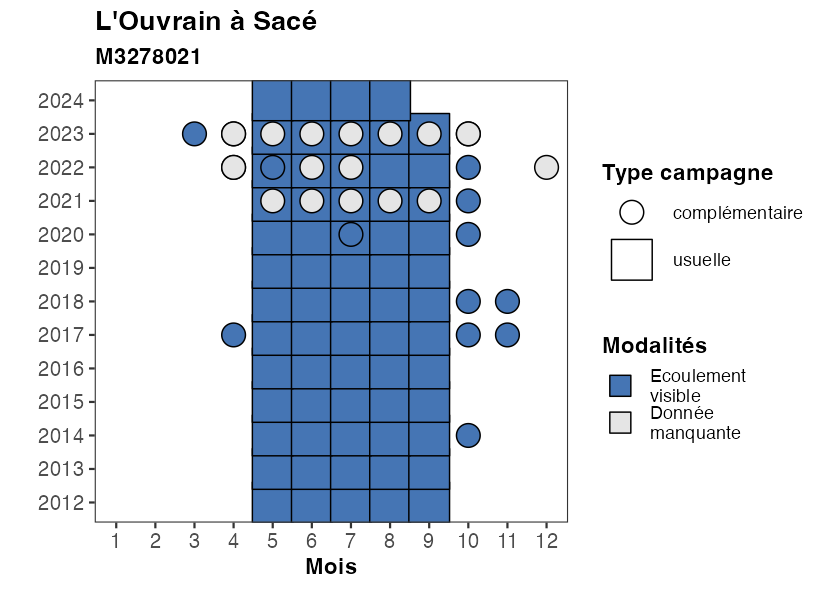 L'Ouvrain à Sacé
M3278021
2024
2023
2022
2021
2020
2019
2018
2017
2016
2015
2014
2013
2012
1 2 3 4 5 6 7 8 9 10 11 12
Mois
Type campagne
complémentaire
usuelle
Modalités
Ecoulement
visible
Donnée
manquante